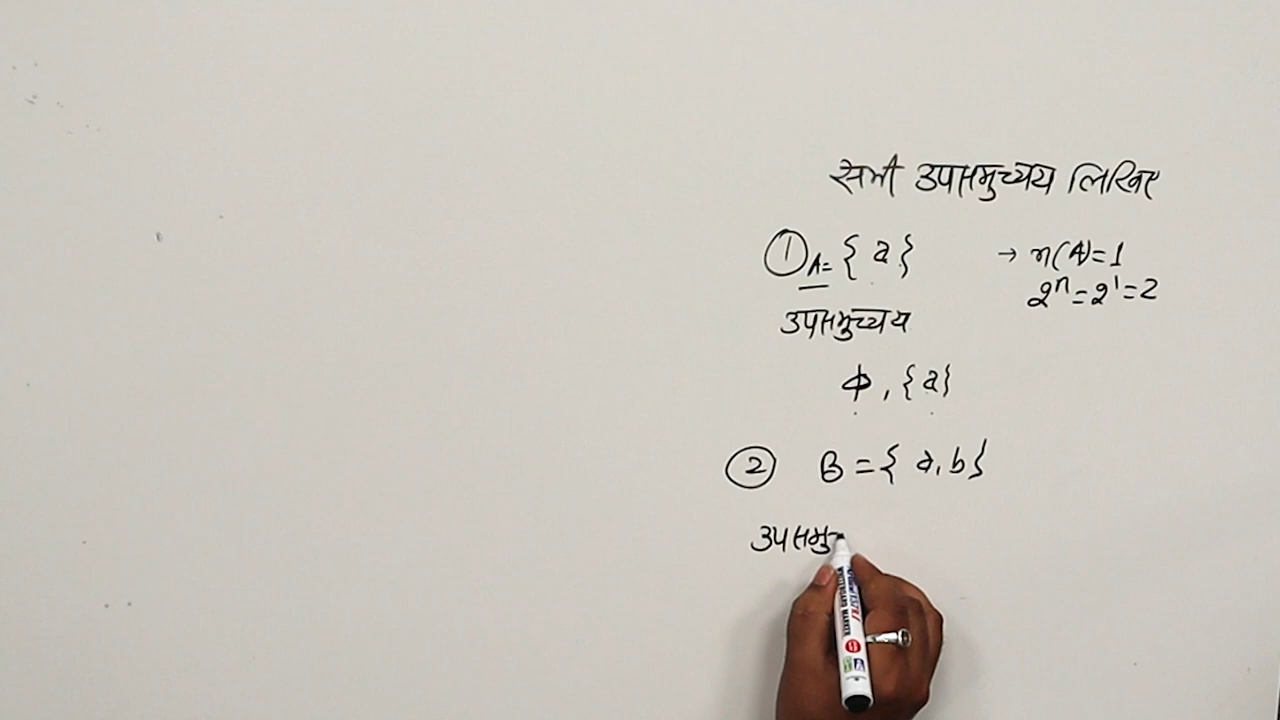 सभी उपसमुच्चय लिखिए
① A= { a } → n(A)=1
2ⁿ=2¹=2
उपसमुच्चय
ϕ, {a}
② B={ a, b}
उपसमु